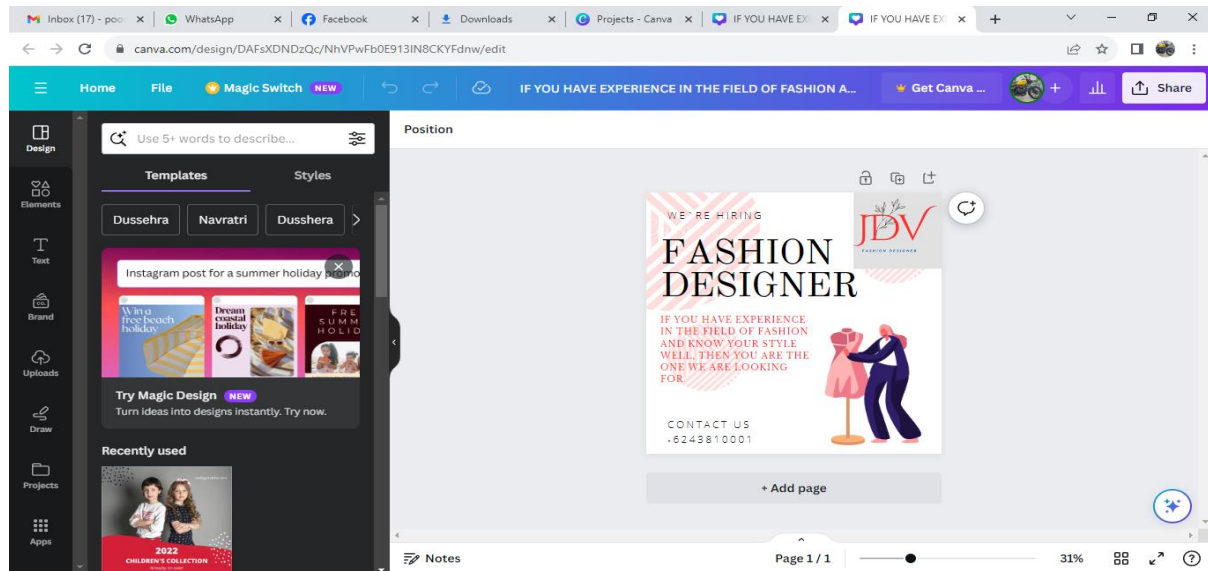 Inbox (17) - poo
WhatsApp
Facebook
Downloads
Projects - Canva
IF YOU HAVE EX
IF YOU HAVE EX
canva.com/design/DAFsXDNDzQc/NhVPwFb0E913IN8CKYFdnw/edit
Home File Magic Switch NEW IF YOU HAVE EXPERIENCE IN THE FIELD OF FASHION A... Get Canva ... Share
Design
Elements
Text
Brand
Uploads
Draw
Projects
Apps
Use 5+ words to describe...
Templates Styles
Dussehra Navratri Dusshera
Instagram post for a summer holiday promo
Win a
free beach
holiday
Dream
coastal
holiday
FREE
SUMM
HOLID
Try Magic Design NEW
Turn ideas into designs instantly. Try now.
Recently used
2022
CHILDREN'S COLLECTION
Already on sale!
Position
WE'RE HIRING
JDV
FASHION DESIGNER
FASHION
DESIGNER
IF YOU HAVE EXPERIENCE
IN THE FIELD OF FASHION
AND KNOW YOUR STYLE
WELL, THEN YOU ARE THE
ONE WE ARE LOOKING
FOR
CONTACT US
-6243810001
+ Add page
Notes Page 1 / 1 31%